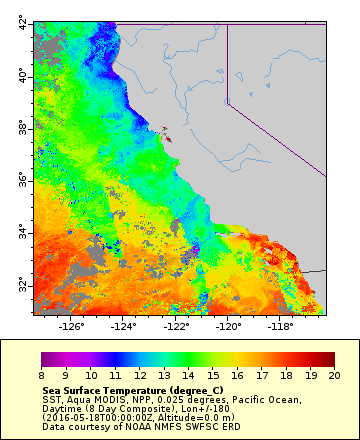 42°
40°
38°
36°
34°
32°
-126° -124° -122° -120° -118°
8 9 10 11 12 13 14 15 16 17 18 19 20
Sea Surface Temperature (degree_C)
SST, Aqua MODIS, NPP, 0.025 degrees, Pacific Ocean,
Daytime (8 Day Composite), Lon+/-180
(2016-05-18T00:00:00Z, Altitude=0.0 m)
Data courtesy of NOAA NMFS SWFSC ERD